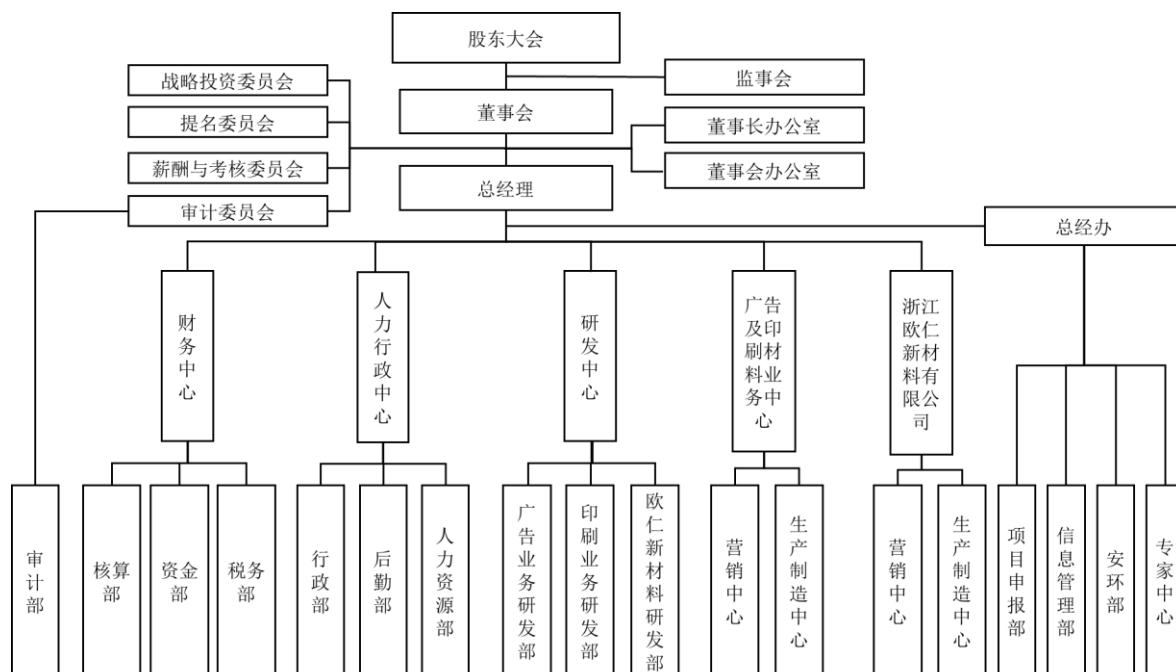 股东大会
战略投资委员会
监事会
董事会
提名委员会
董事长办公室
薪酬与考核委员会
董事会办公室
总经理
审计委员会
总经办
财务中心
人力行政中心
研发中心
广告
及印
刷材
料业
务中
心
浙江
欧仁
新材
料有
限公
司
审计部
核算
部
资金
部
税务
部
行政部
后勤部
人力资源部
广告业务研发部
印刷业务研发部
欧仁新材料研发部
营销中心
生产制造中心
营销中心
生产制造中心
项目申报部
信息管理部
安环部
专家中心